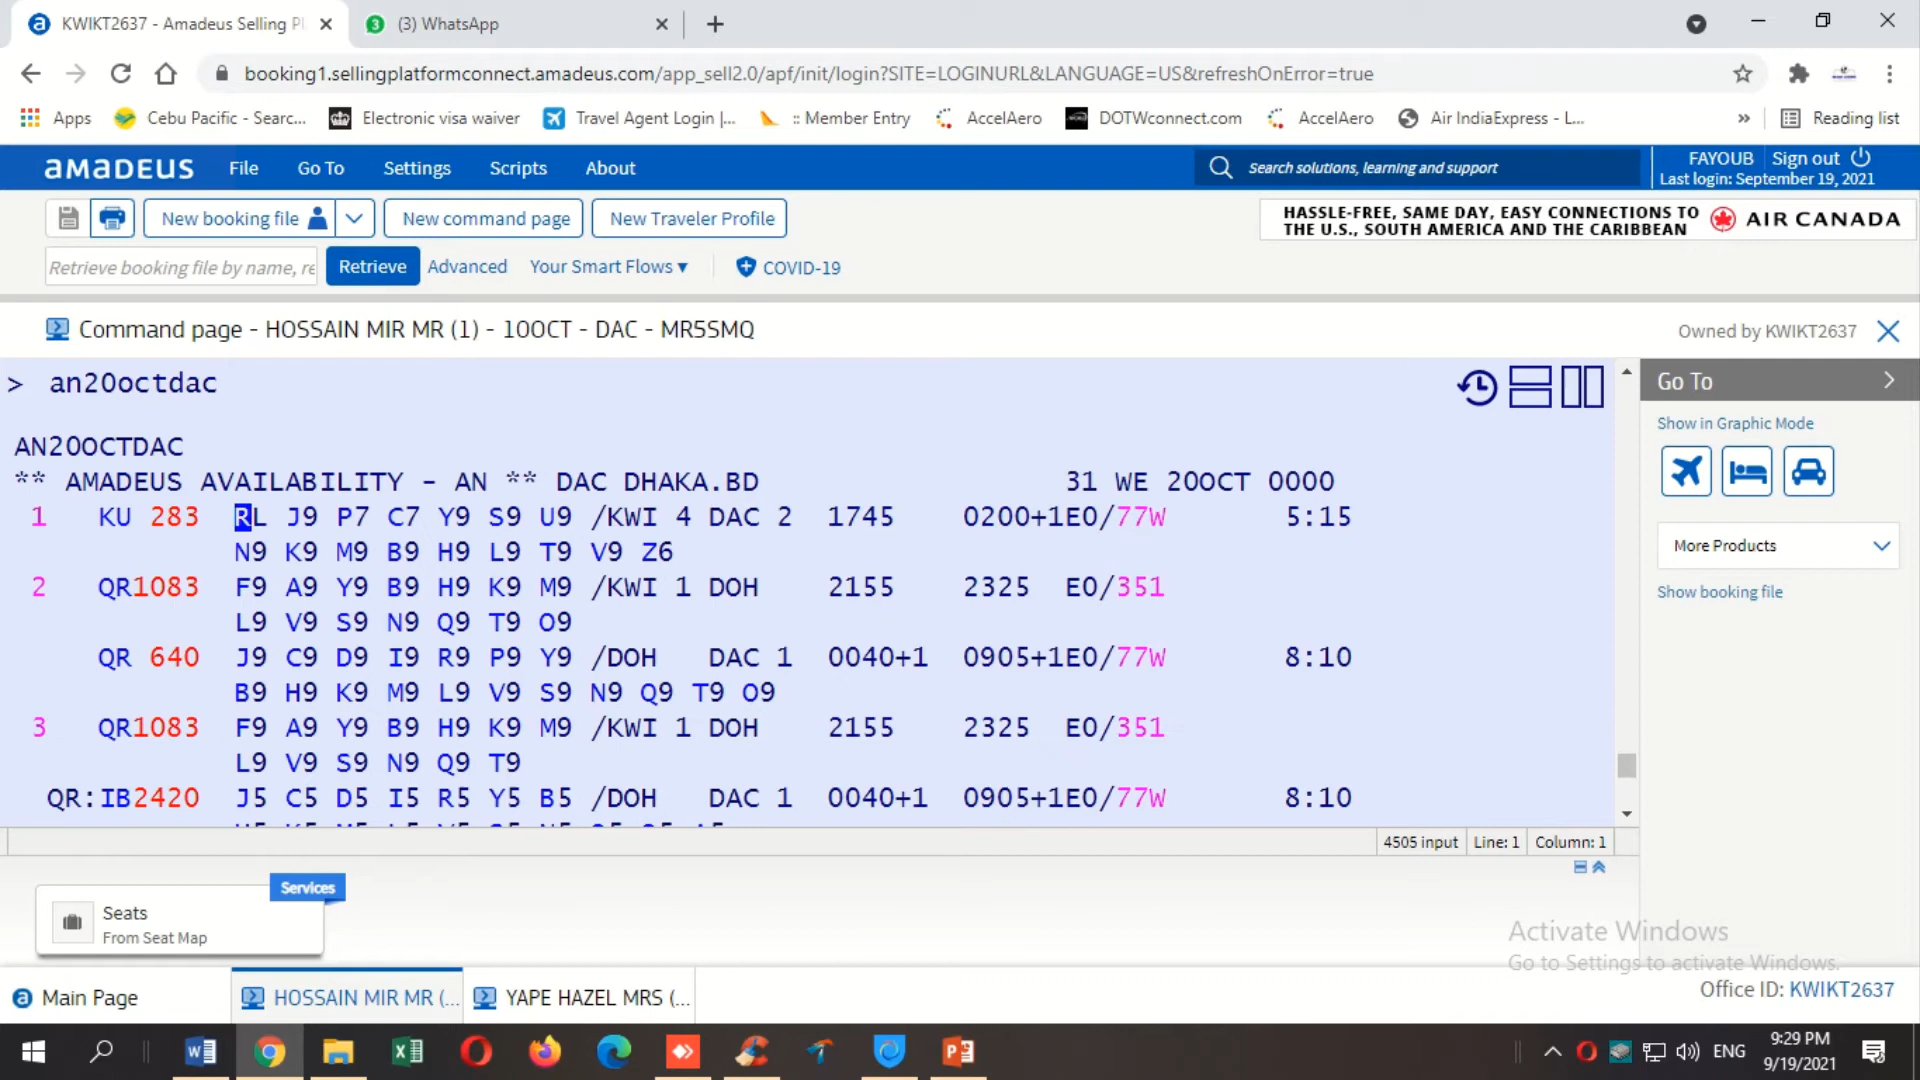 KWIKT2637 - Amadeus Selling Pl
(3) WhatsApp
booking1.sellingplatformconnect.amadeus.com/app_sell2.0/apf/init/login?SITE=LOGINURL&LANGUAGE=US&refreshOnError=true
Apps Cebu Pacific - Searc... Electronic visa waiver Travel Agent Login |... :: Member Entry AccelAero DOTWconnect.com AccelAero Air IndiaExpress - L... » Reading list
amadeus File Go To Settings Scripts About Search solutions, learning and support FAYOUB Sign out
Last login: September 19, 2021
New booking file New command page New Traveler Profile
HASSLE-FREE, SAME DAY, EASY CONNECTIONS TO
THE U.S., SOUTH AMERICA AND THE CARIBBEAN
AIR CANADA
Retrieve booking file by name, re Retrieve Advanced Your Smart Flows ▾ COVID-19
Command page - HOSSAIN MIR MR (1) - 10OCT - DAC - MR5SMQ Owned by KWIKT2637
> an20octdac
AN20OCTDAC
** AMADEUS AVAILABILITY - AN ** DAC DHAKA.BD 31 WE 20OCT 0000
1 KU 283 RL J9 P7 C7 Y9 S9 U9 /KWI 4 DAC 2 1745 0200+1E0/77W 5:15
N9 K9 M9 B9 H9 L9 T9 V9 Z6
2 QR1083 F9 A9 Y9 B9 H9 K9 M9 /KWI 1 DOH 2155 2325 E0/351
L9 V9 S9 N9 Q9 T9 O9
QR 640 J9 C9 D9 I9 R9 P9 Y9 /DOH DAC 1 0040+1 0905+1E0/77W 8:10
B9 H9 K9 M9 L9 V9 S9 N9 Q9 T9 O9
3 QR1083 F9 A9 Y9 B9 H9 K9 M9 /KWI 1 DOH 2155 2325 E0/351
L9 V9 S9 N9 Q9 T9
QR:IB2420 J5 C5 D5 I5 R5 Y5 B5 /DOH DAC 1 0040+1 0905+1E0/77W 8:10
Go To
Show in Graphic Mode
More Products
Show booking file
4505 input Line: 1 Column: 1
Services
Seats
From Seat Map
Activate Windows
Go to Settings to activate Windows.
Main Page HOSSAIN MIR MR (... YAPE HAZEL MRS (...
Office ID: KWIKT2637
ENG
9:29 PM
9/19/2021